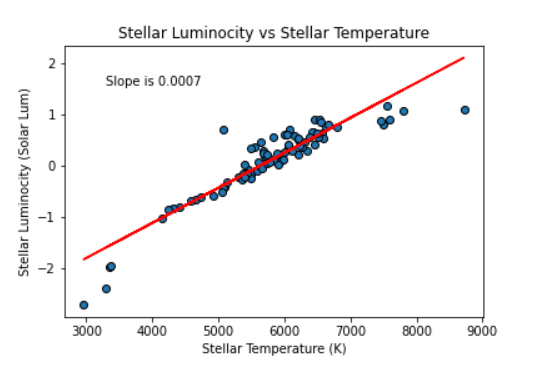 Stellar Luminocity vs Stellar Temperature
Slope is 0.0007
Stellar Luminocity (Solar Lum)
2
1
0
−1
−2
3000 4000 5000 6000 7000 8000 9000
Stellar Temperature (K)